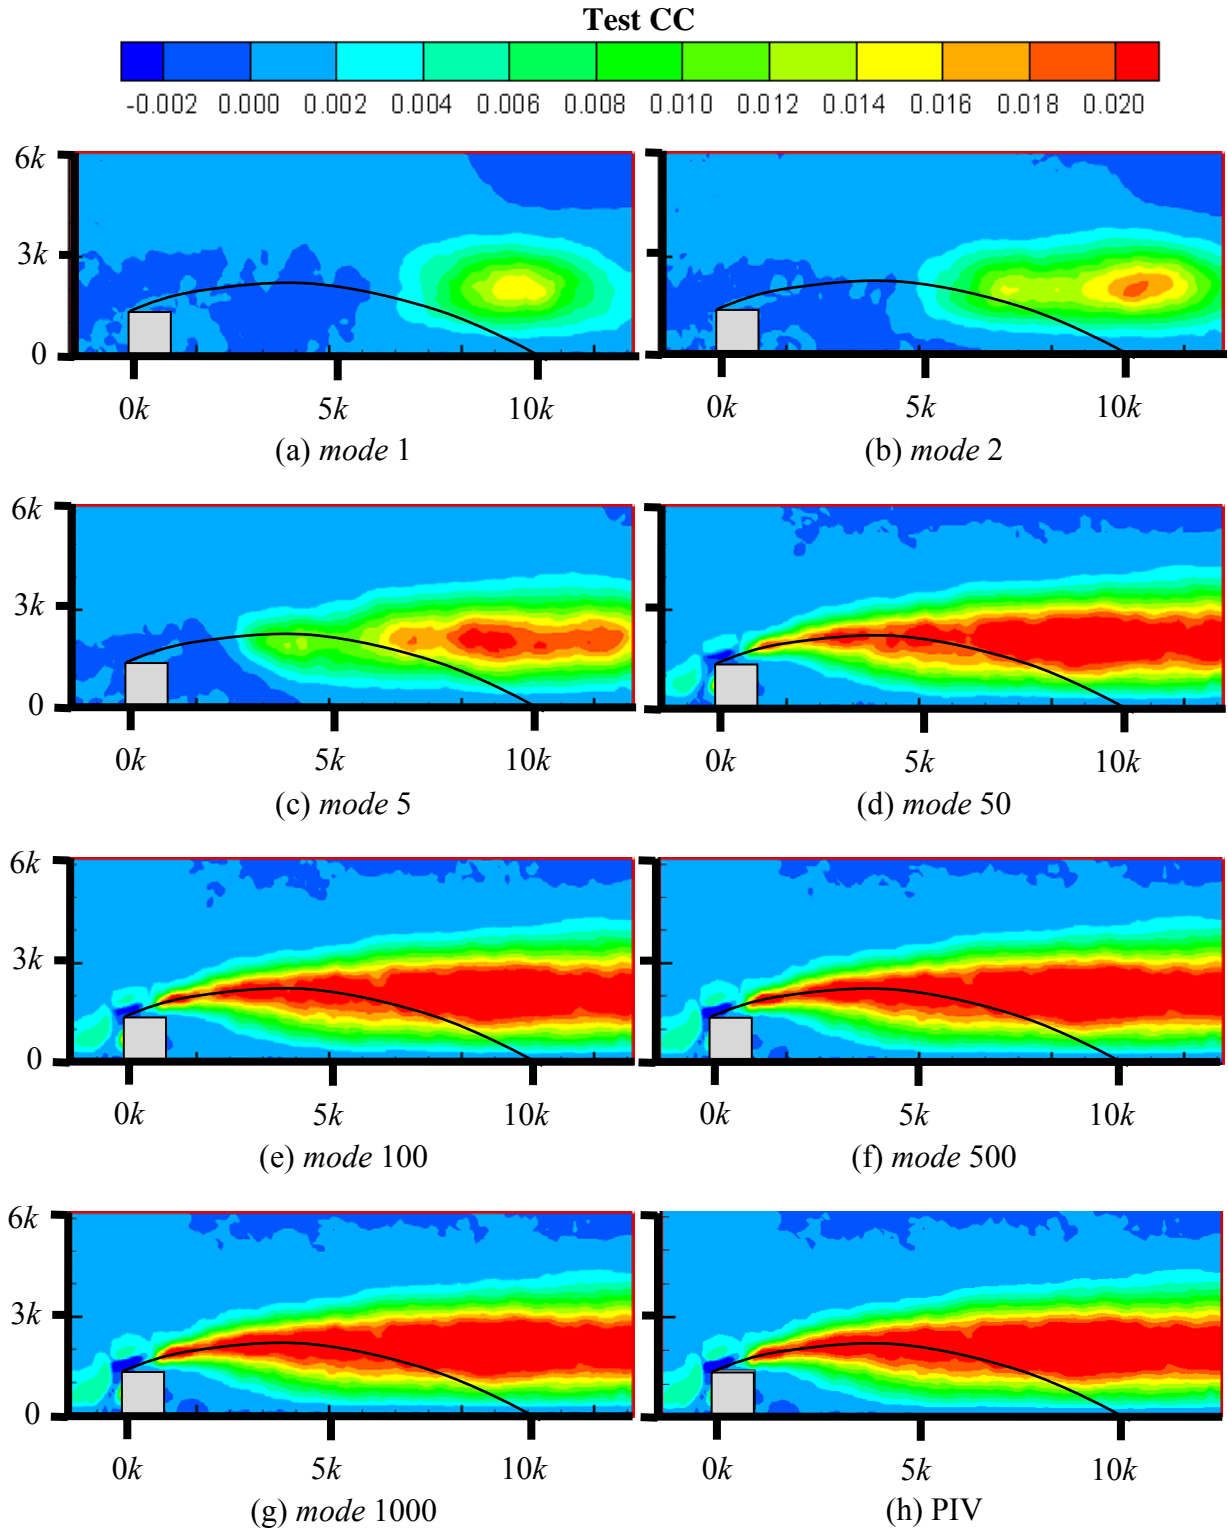 Test CC
-0.002 0.000 0.002 0.004 0.006 0.008 0.010 0.012 0.014 0.016 0.018 0.020
6k
3k
0
0k 5k 10k 0k 5k 10k
(a) mode 1 (b) mode 2
6k
3k
0
0k 5k 10k 0k 5k 10k
(c) mode 5 (d) mode 50
6k
3k
0
0k 5k 10k 0k 5k 10k
(e) mode 100 (f) mode 500
6k
3k
0
0k 5k 10k 0k 5k 10k
(g) mode 1000 (h) PIV